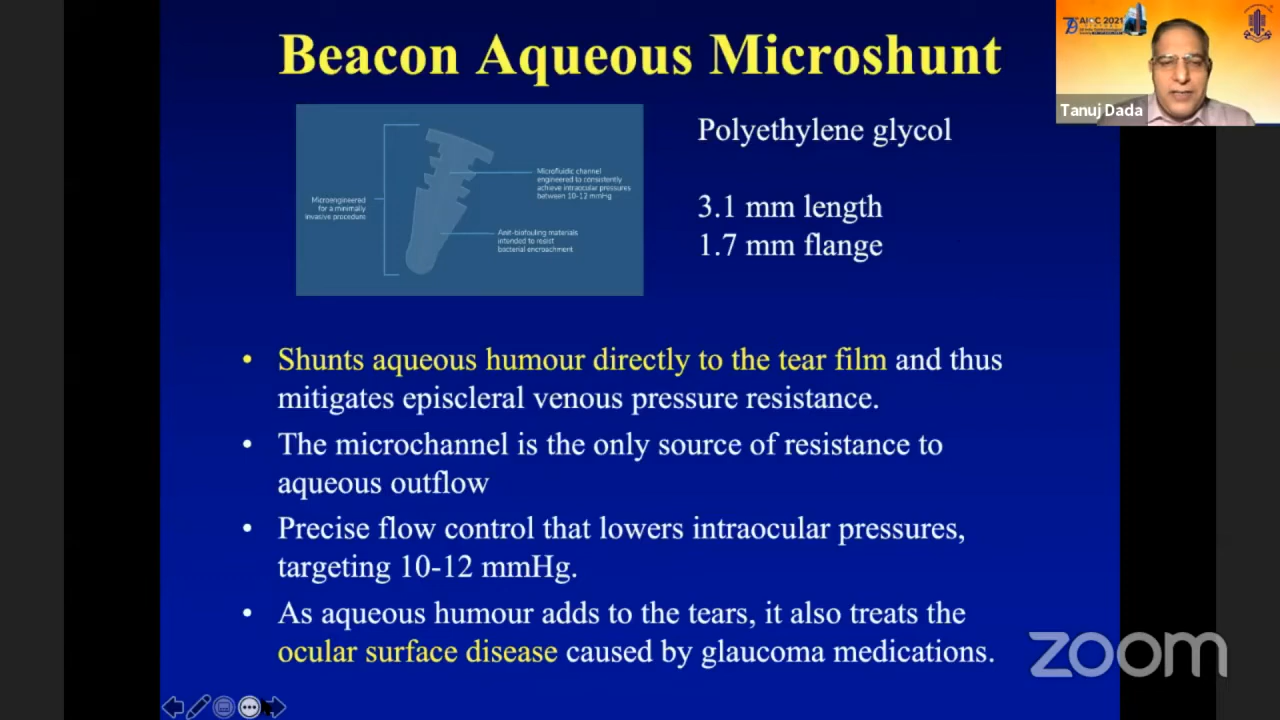 Beacon Aqueous Microshunt
AIOC 2021
Tanuj Dada
Microengineered
for a minimally
invasive procedure
Microfluidic channel
engineered to consistently
achieve intraocular pressures
between 10-12 mmHg
Anit-biofouling materials
intended to resist
bacterial encroachment
Polyethylene glycol
3.1 mm length
1.7 mm flange
• Shunts aqueous humour directly to the tear film and thus
mitigates episcleral venous pressure resistance.
• The microchannel is the only source of resistance to
aqueous outflow
• Precise flow control that lowers intraocular pressures,
targeting 10-12 mmHg.
• As aqueous humour adds to the tears, it also treats the
ocular surface disease caused by glaucoma medications.
zoom